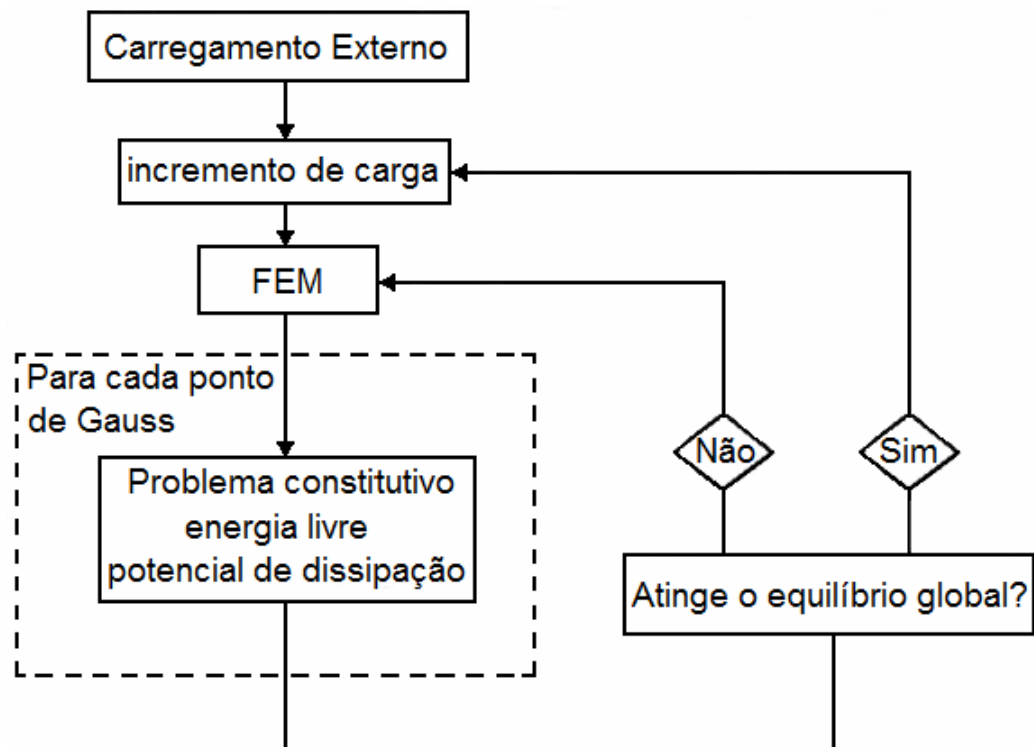 Carregamento Externo
incremento de carga
FEM
Para cada ponto
de Gauss
Problema constitutivo
energia livre
potencial de dissipação
Não
Sim
Atinge o equilíbrio global?